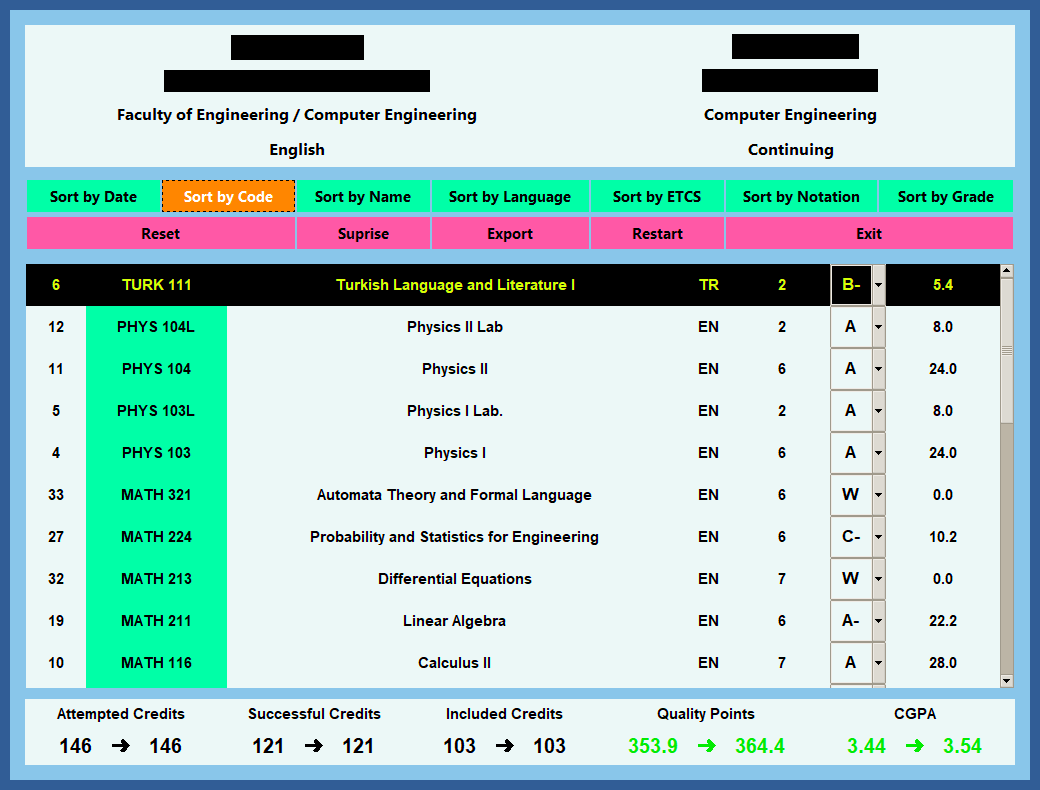 Faculty of Engineering / Computer Engineering Computer Engineering
English Continuing
Sort by Date Sort by Code Sort by Name Sort by Language Sort by ETCS Sort by Notation Sort by Grade
Reset Suprise Export Restart Exit
6 TURK 111 Turkish Language and Literature I TR 2 B- 5.4
12 PHYS 104L Physics II Lab EN 2 A 8.0
11 PHYS 104 Physics II EN 6 A 24.0
5 PHYS 103L Physics I Lab. EN 2 A 8.0
4 PHYS 103 Physics I EN 6 A 24.0
33 MATH 321 Automata Theory and Formal Language EN 6 W 0.0
27 MATH 224 Probability and Statistics for Engineering EN 6 C- 10.2
32 MATH 213 Differential Equations EN 7 W 0.0
19 MATH 211 Linear Algebra EN 6 A- 22.2
10 MATH 116 Calculus II EN 7 A 28.0
Attempted Credits Successful Credits Included Credits Quality Points CGPA
146 → 146 121 → 121 103 → 103 353.9 → 364.4 3.44 → 3.54